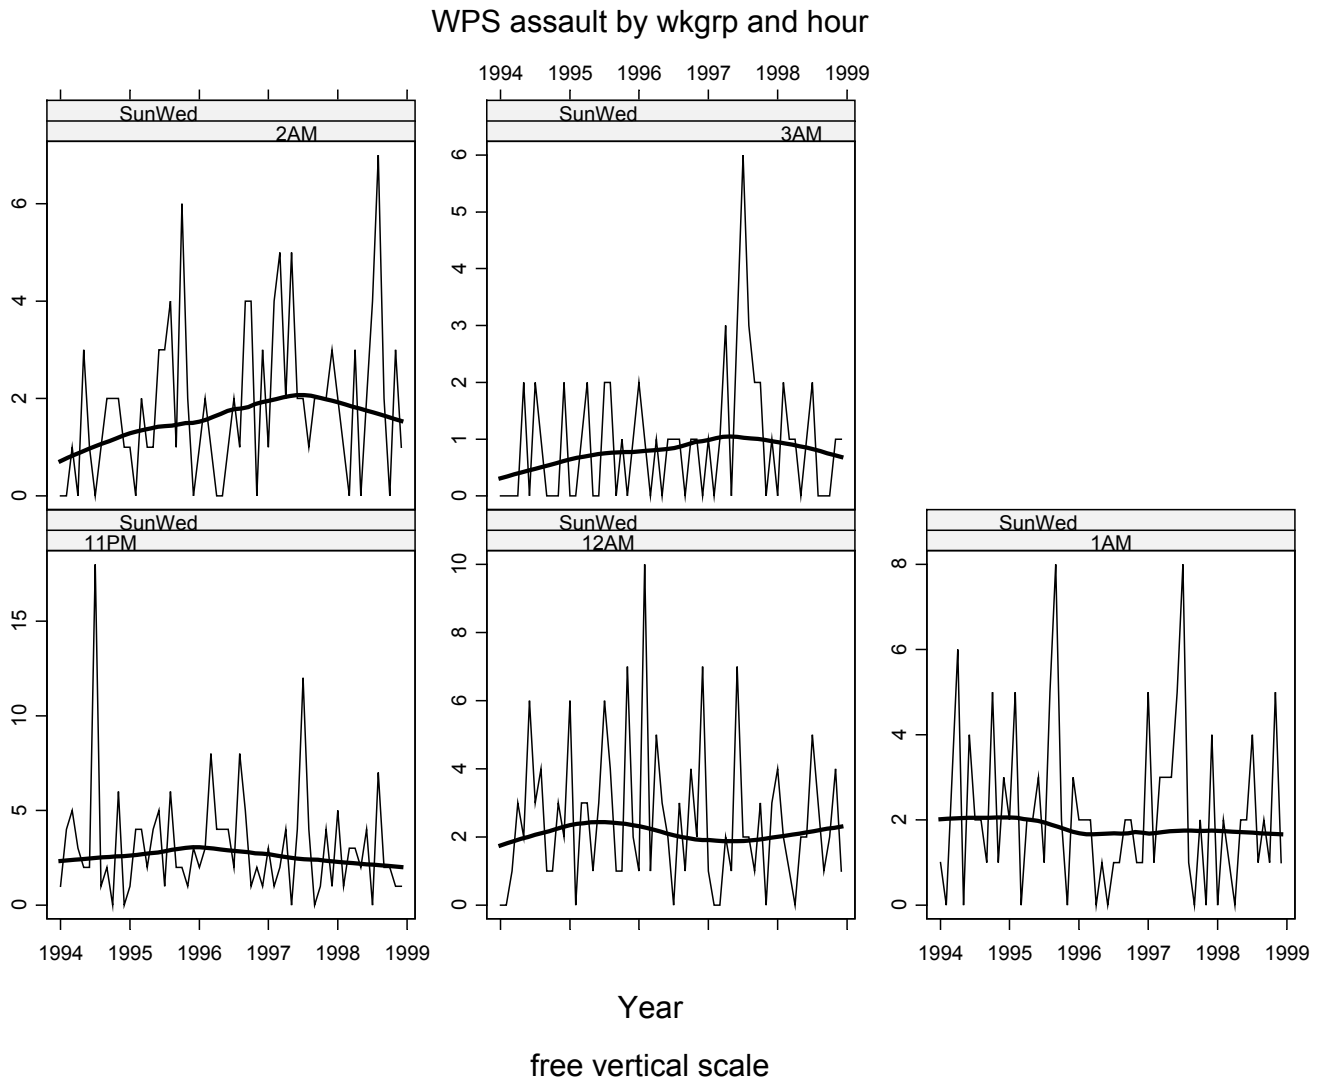 WPS assault by wkgrp and hour
1994 1995 1996 1997 1998 1999
SunWed
2AM
0 2 4 6
SunWed
3AM
0 1 2 3 4 5 6
SunWed
11PM
0 5 10 15
SunWed
12AM
0 2 4 6 8 10
SunWed
1AM
0 2 4 6 8
1994 1995 1996 1997 1998 1999
1994 1995 1996 1997 1998 1999
Year
free vertical scale